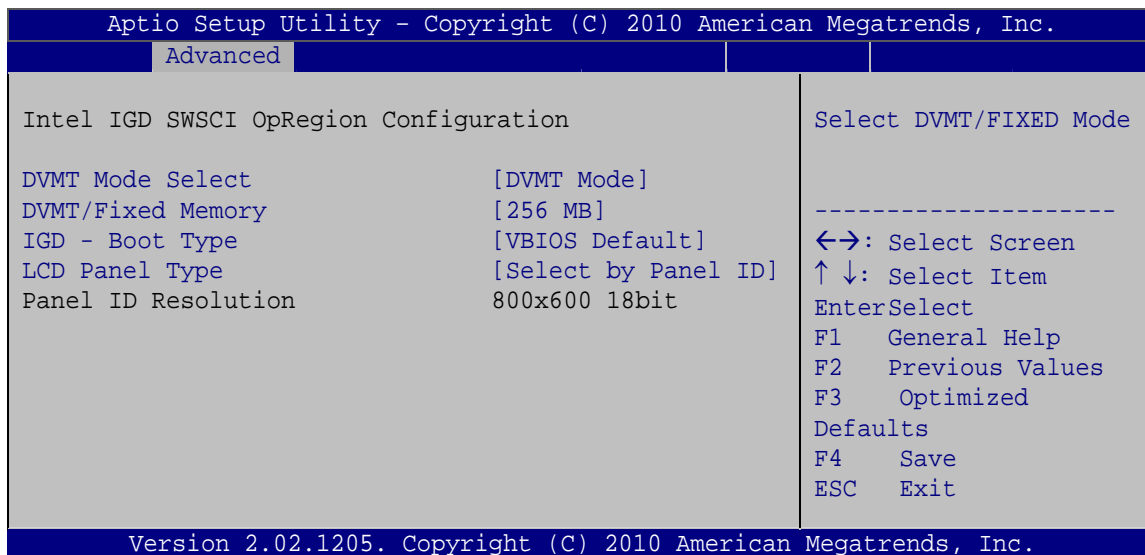 Aptio Setup Utility – Copyright (C) 2010 American Megatrends, Inc.
Advanced
Intel IGD SWSCI OpRegion Configuration
DVMT Mode Select [DVMT Mode]
DVMT/Fixed Memory [256 MB]
IGD - Boot Type [VBIOS Default]
LCD Panel Type [Select by Panel ID]
Panel ID Resolution 800x600 18bit
Select DVMT/FIXED Mode
---------------------
←→: Select Screen
↑ ↓: Select Item
EnterSelect
F1 General Help
F2 Previous Values
F3 Optimized
Defaults
F4 Save
ESC Exit
Version 2.02.1205. Copyright (C) 2010 American Megatrends, Inc.